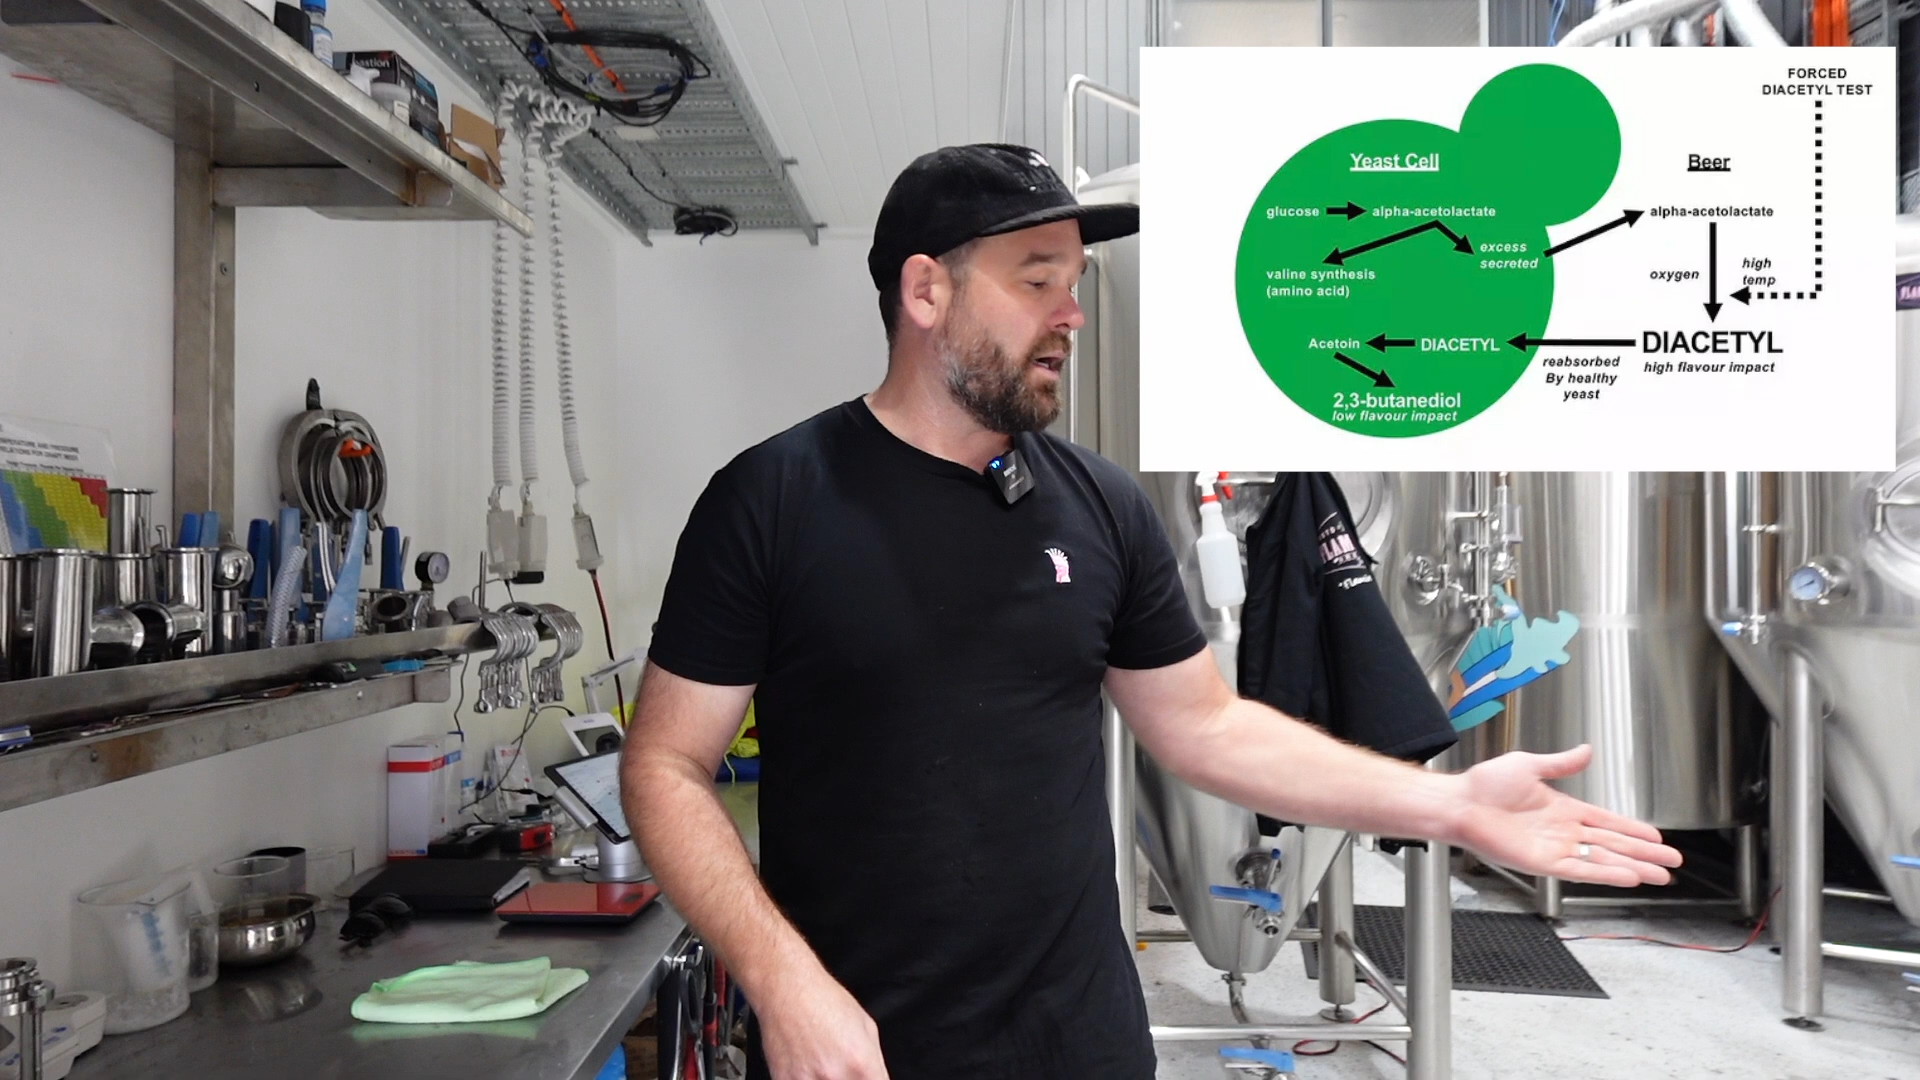 FORCED
DIACETYL TEST
Yeast Cell
Beer
glucose
alpha-acetolactate
alpha-acetolactate
excess
secreted
valine synthesis
(amino acid)
oxygen
high
temp
Acetoin
DIACETYL
DIACETYL
high flavour impact
reabsorbed
By healthy
yeast
2,3-butanediol
low flavour impact